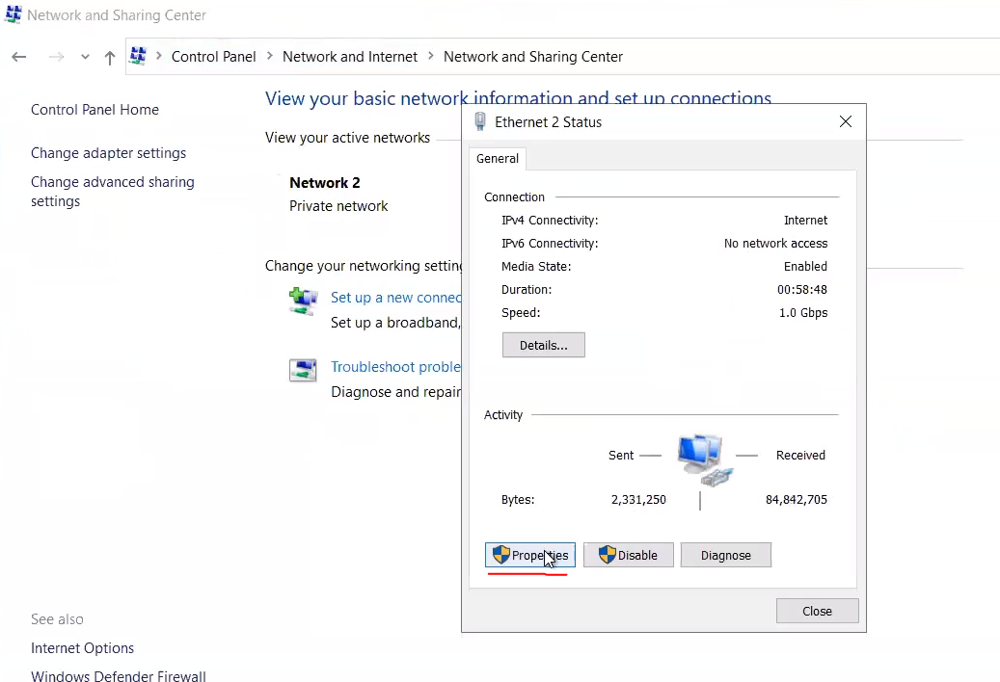 Network and Sharing Center
Control Panel > Network and Internet > Network and Sharing Center
Control Panel Home
Change adapter settings
Change advanced sharing
settings
View your basic network information and set up connections
View your active networks
Network 2
Private network
Change your networking settin
Set up a new connec
Set up a broadband,
Troubleshoot proble
Diagnose and repair
See also
Internet Options
Windows Defender Firewall
Ethernet 2 Status
General
Connection
IPv4 Connectivity: Internet
IPv6 Connectivity: No network access
Media State: Enabled
Duration: 00:58:48
Speed: 1.0 Gbps
Details...
Activity
Sent Received
Bytes: 2,331,250 84,842,705
Properties Disable Diagnose
Close